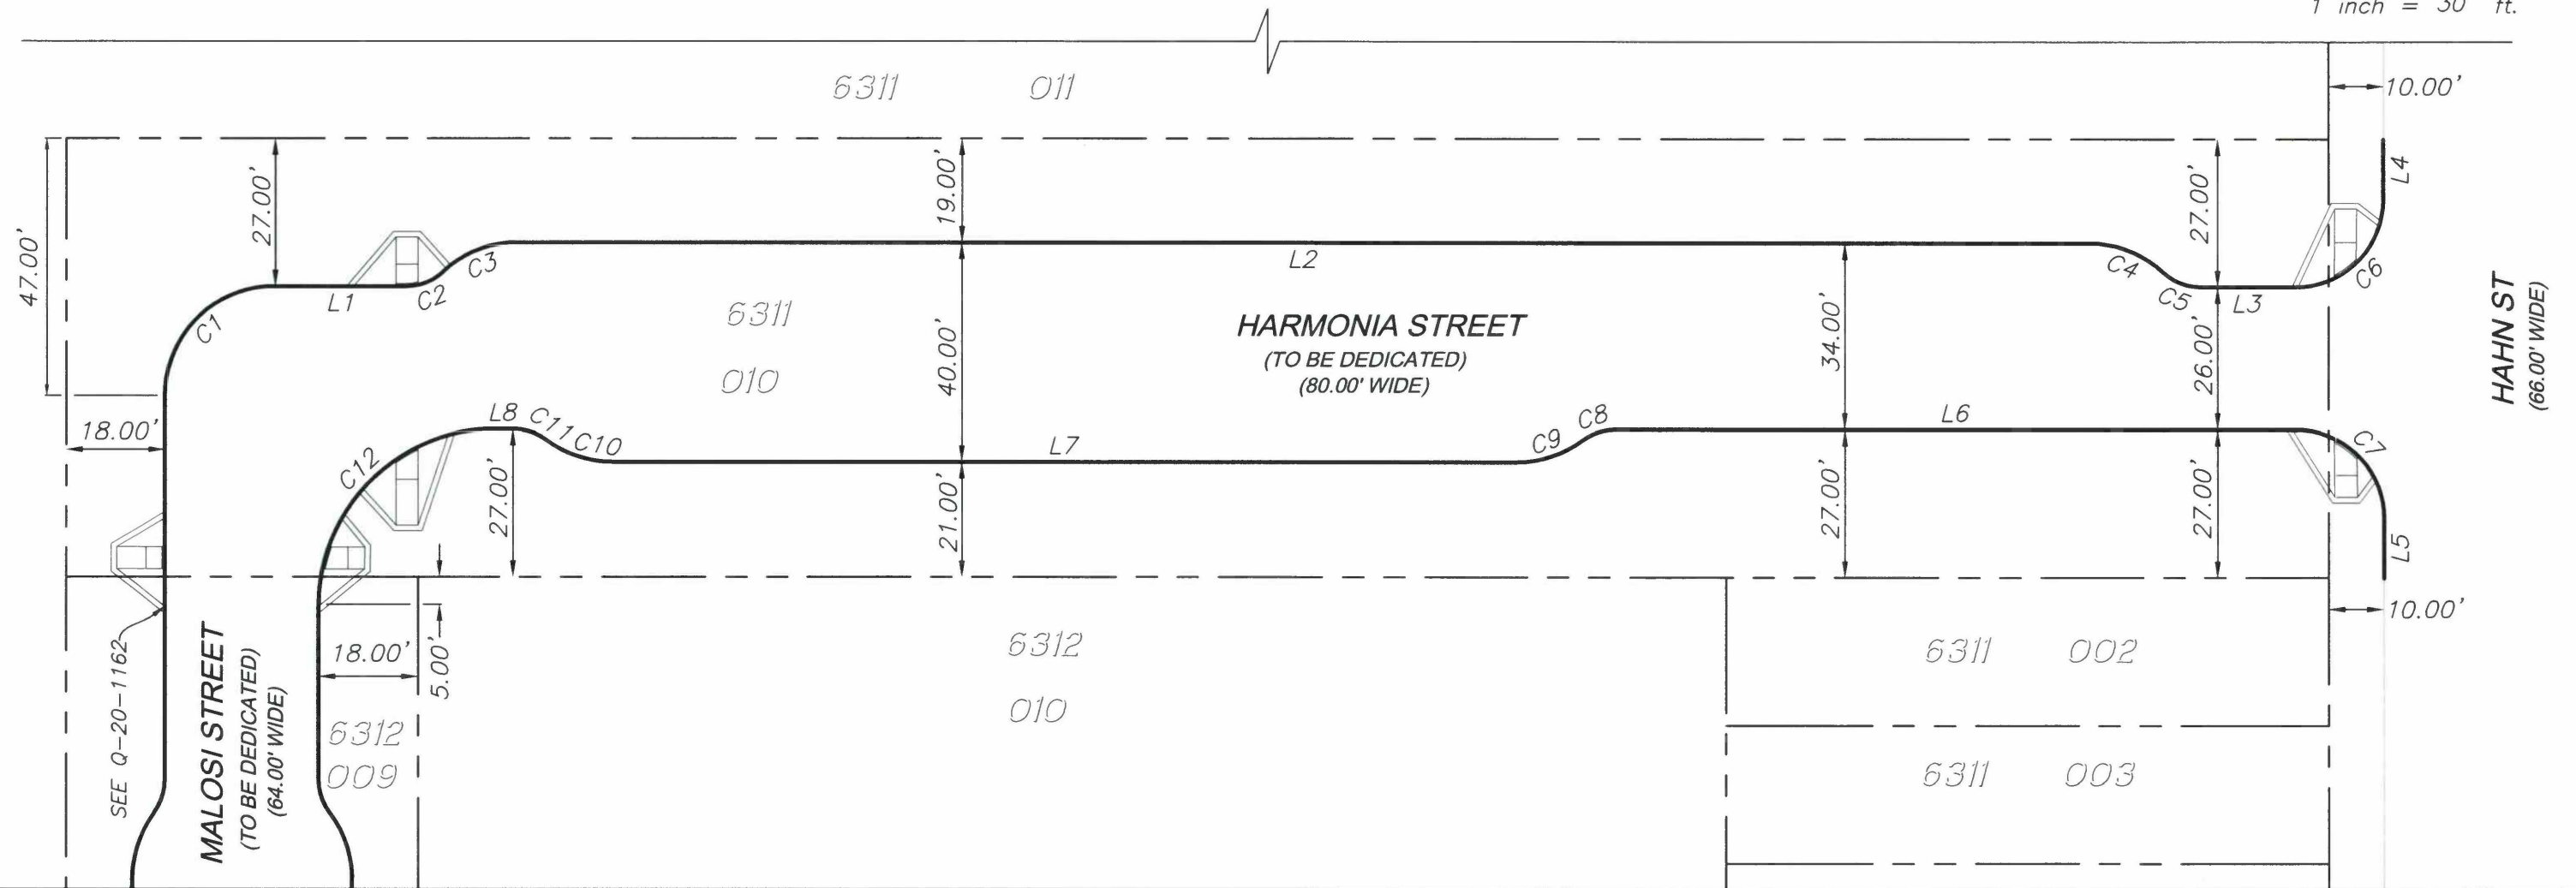 1 inch = 30 ft.
6311 011
10.00'
27.00'
19.00'
27.00'
L4
47.00'
C1
L1
C2
C3
L2
C4
C5
L3
C6
6311
010
40.00'
HARMONIA STREET
(TO BE DEDICATED)
(80.00' WIDE)
34.00'
26.00'
HAHN ST
(66.00' WIDE)
18.00'
C12
L8
C11
C10
L7
C9
C8
L6
C7
27.00'
21.00'
27.00'
27.00'
L5
10.00'
SEE Q-20-1162
MALOSI STREET
(TO BE DEDICATED)
(64.00' WIDE)
18.00'
5.00'
6312
009
6312
010
6311 002
6311 003